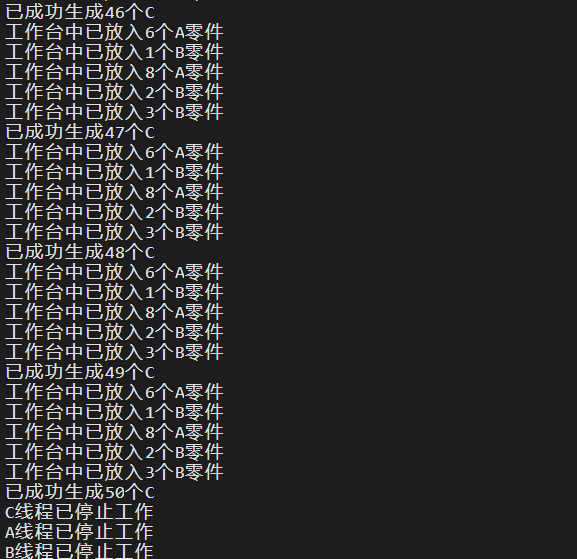 已成功生成46个C
工作台中已放入6个A零件
工作台中已放入1个B零件
工作台中已放入8个A零件
工作台中已放入2个B零件
工作台中已放入3个B零件
已成功生成47个C
工作台中已放入6个A零件
工作台中已放入1个B零件
工作台中已放入8个A零件
工作台中已放入2个B零件
工作台中已放入3个B零件
已成功生成48个C
工作台中已放入6个A零件
工作台中已放入1个B零件
工作台中已放入8个A零件
工作台中已放入2个B零件
工作台中已放入3个B零件
已成功生成49个C
工作台中已放入6个A零件
工作台中已放入1个B零件
工作台中已放入8个A零件
工作台中已放入2个B零件
工作台中已放入3个B零件
已成功生成50个C
C线程已停止工作
A线程已停止工作
B线程已停止工作